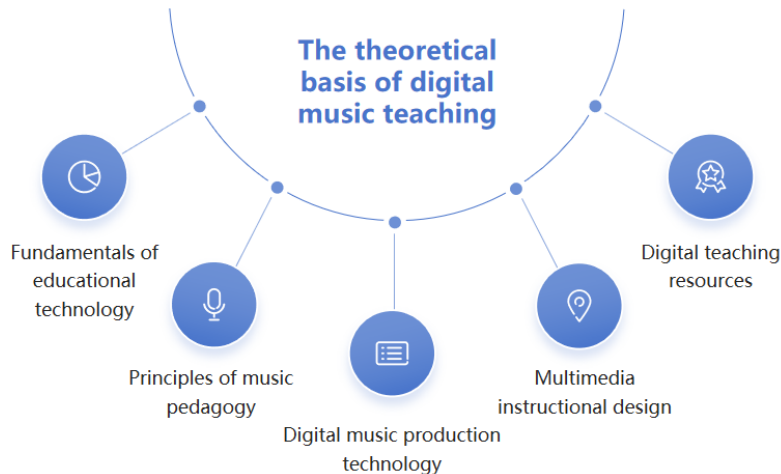 The theoretical
basis of digital
music teaching
Fundamentals of
educational
technology
Principles of music
pedagogy
Digital music production
technology
Multimedia
instructional design
Digital teaching
resources